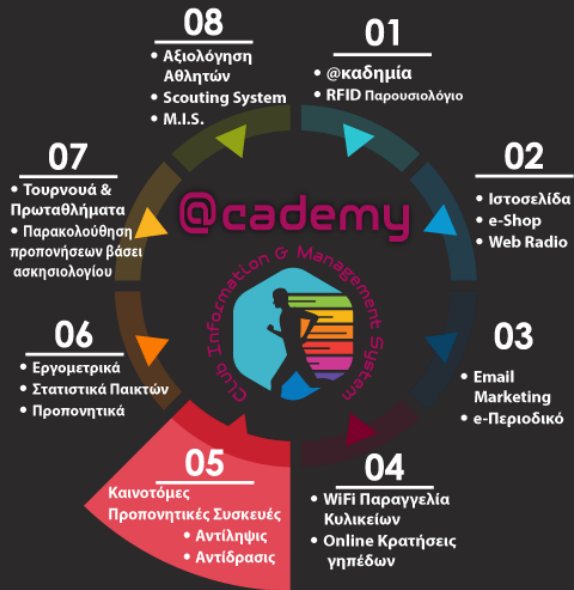 01
• @καδημία
• RFID Παρουσιολόγιο
02
• Ιστοσελίδα
• e-Shop
• Web Radio
03
• Email
Marketing
• e-Περιοδικό
04
• WiFi Παραγγελία
Κυλικείων
• Online Κρατήσεις
γηπέδων
05
Καινοτόμες
Προπονητικές Συσκευές
• Αντίληψις
• Αντίδρασις
06
• Εργομετρικά
• Στατιστικά Παικτών
• Προπονητικά
07
• Τουρνουά &
Πρωταθλήματα
• Παρακολούθηση
προπονήσεων βάσει
ασκησιολογίου
08
• Αξιολόγηση
Αθλητών
• Scouting System
• M.I.S.
@cademy
Club Information & Management System